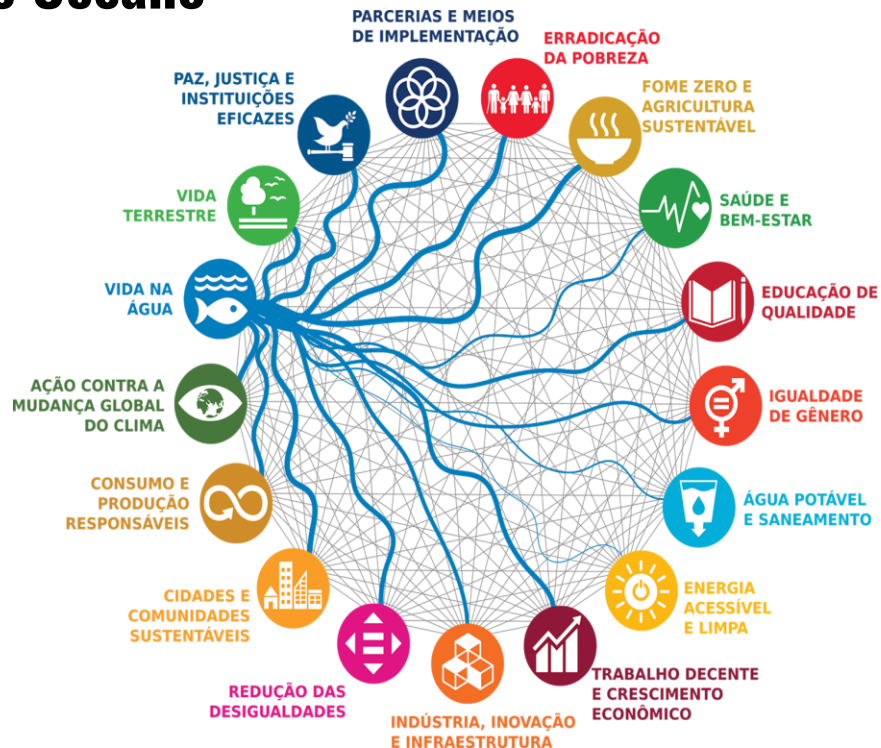 Oceano
PARCERIAS E MEIOS
DE IMPLEMENTAÇÃO
ERRADICAÇÃO
DA POBREZA
FOME ZERO E
AGRICULTURA
SUSTENTÁVEL
SAÚDE E
BEM-ESTAR
EDUCAÇÃO DE
QUALIDADE
IGUALDADE
DE GÊNERO
ÁGUA POTÁVEL
E SANEAMENTO
ENERGIA
ACESSÍVEL
E LIMPA
TRABALHO DECENTE
E CRESCIMENTO
ECONÔMICO
INDÚSTRIA, INOVAÇÃO
E INFRAESTRUTURA
REDUÇÃO DAS
DESIGUALDADES
CIDADES E
COMUNIDADES
SUSTENTÁVEIS
CONSUMO E
PRODUÇÃO
RESPONSÁVEIS
AÇÃO CONTRA A
MUDANÇA GLOBAL
DO CLIMA
VIDA NA
ÁGUA
VIDA
TERRESTRE
PAZ, JUSTIÇA E
INSTITUIÇÕES
EFICAZES